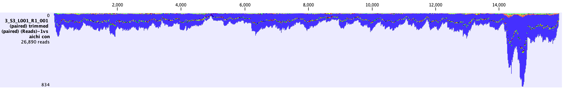 2,000 4,000 6,000 8,000 10,000 12,000 14,000
0
3_S3_L001_R1_001
(paired) trimmed
(paired) (Reads)-1vs
aichi con
26,890 reads
834